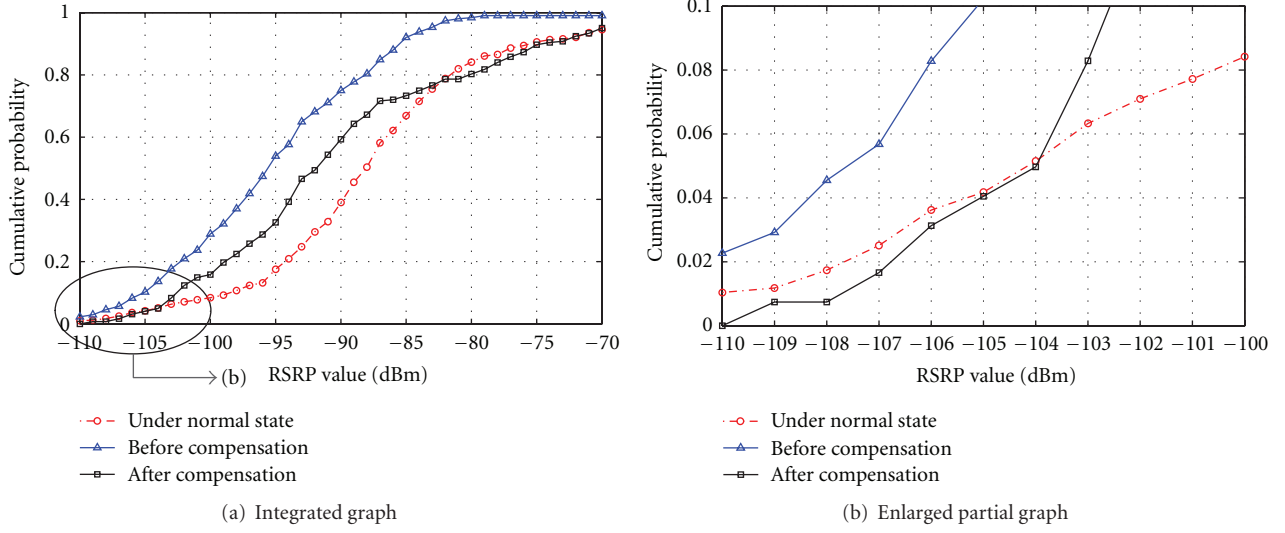 1
0.8
0.6
0.4
0.2
0
Cumulative probability
−110 −105 −100 −95 −90 −85 −80 −75 −70
(b) RSRP value (dBm)
Under normal state
Before compensation
After compensation
(a) Integrated graph
0.1
0.08
0.06
0.04
0.02
0
Cumulative probability
−110 −109 −108 −107 −106 −105 −104 −103 −102 −101 −100
RSRP value (dBm)
Under normal state
Before compensation
After compensation
(b) Enlarged partial graph